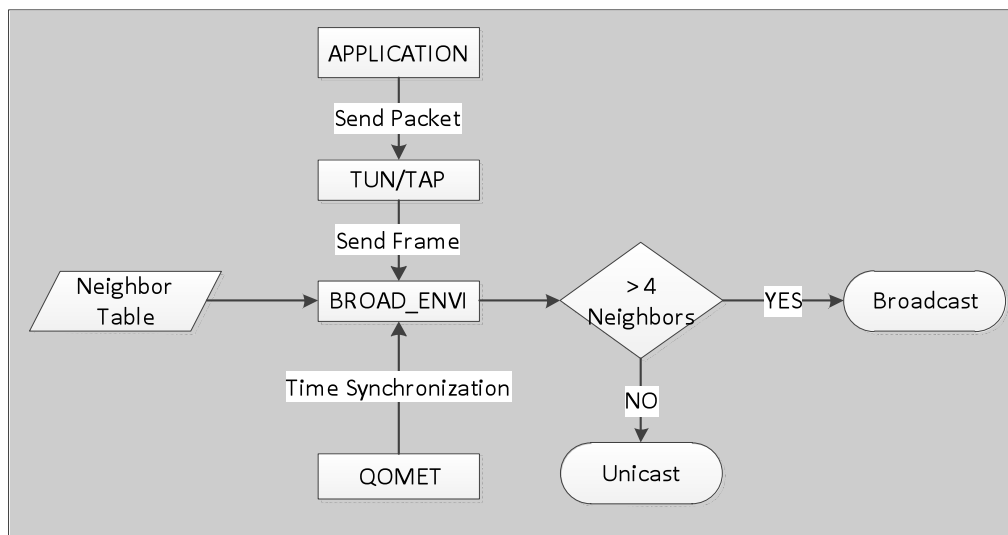 APPLICATION
Send Packet
TUN/TAP
Send Frame
Neighbor
Table
BROAD_ENVI
>4
Neighbors
YES
Broadcast
Time Synchronization
NO
QOMET
Unicast